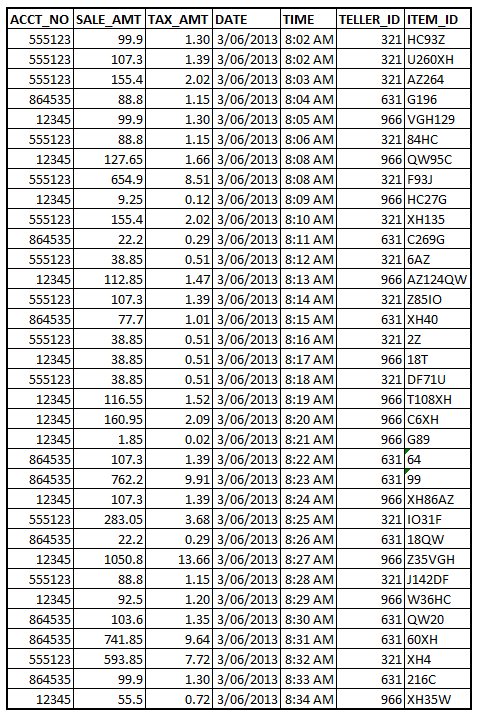 ACCT_NO SALE_AMT TAX_AMT DATE TIME TELLER_ID ITEM_ID
555123 99.9 1.30 3/06/2013 8:02 AM 321 HC93Z
555123 107.3 1.39 3/06/2013 8:02 AM 321 U260XH
555123 155.4 2.02 3/06/2013 8:03 AM 321 AZ264
864535 88.8 1.15 3/06/2013 8:04 AM 631 G196
12345 99.9 1.30 3/06/2013 8:05 AM 966 VGH129
555123 88.8 1.15 3/06/2013 8:06 AM 321 84HC
12345 127.65 1.66 3/06/2013 8:08 AM 966 QW95C
555123 654.9 8.51 3/06/2013 8:08 AM 321 F93J
12345 9.25 0.12 3/06/2013 8:09 AM 966 HC27G
555123 155.4 2.02 3/06/2013 8:10 AM 321 XH135
864535 22.2 0.29 3/06/2013 8:11 AM 631 C269G
555123 38.85 0.51 3/06/2013 8:12 AM 321 6AZ
12345 112.85 1.47 3/06/2013 8:13 AM 966 AZ124QW
555123 107.3 1.39 3/06/2013 8:14 AM 321 Z85IO
864535 77.7 1.01 3/06/2013 8:15 AM 631 XH40
555123 38.85 0.51 3/06/2013 8:16 AM 321 2Z
12345 38.85 0.51 3/06/2013 8:17 AM 966 18T
555123 38.85 0.51 3/06/2013 8:18 AM 321 DF71U
12345 116.55 1.52 3/06/2013 8:19 AM 966 T108XH
12345 160.95 2.09 3/06/2013 8:20 AM 966 C6XH
12345 1.85 0.02 3/06/2013 8:21 AM 966 G89
864535 107.3 1.39 3/06/2013 8:22 AM 631 64
864535 762.2 9.91 3/06/2013 8:23 AM 631 99
12345 107.3 1.39 3/06/2013 8:24 AM 966 XH86AZ
555123 283.05 3.68 3/06/2013 8:25 AM 321 IO31F
864535 22.2 0.29 3/06/2013 8:26 AM 631 18QW
12345 1050.8 13.66 3/06/2013 8:27 AM 966 Z35VGH
555123 88.8 1.15 3/06/2013 8:28 AM 321 J142DF
12345 92.5 1.20 3/06/2013 8:29 AM 966 W36HC
864535 103.6 1.35 3/06/2013 8:30 AM 631 QW20
864535 741.85 9.64 3/06/2013 8:31 AM 631 60XH
555123 593.85 7.72 3/06/2013 8:32 AM 321 XH4
864535 99.9 1.30 3/06/2013 8:33 AM 631 216C
12345 55.5 0.72 3/06/2013 8:34 AM 966 XH35W